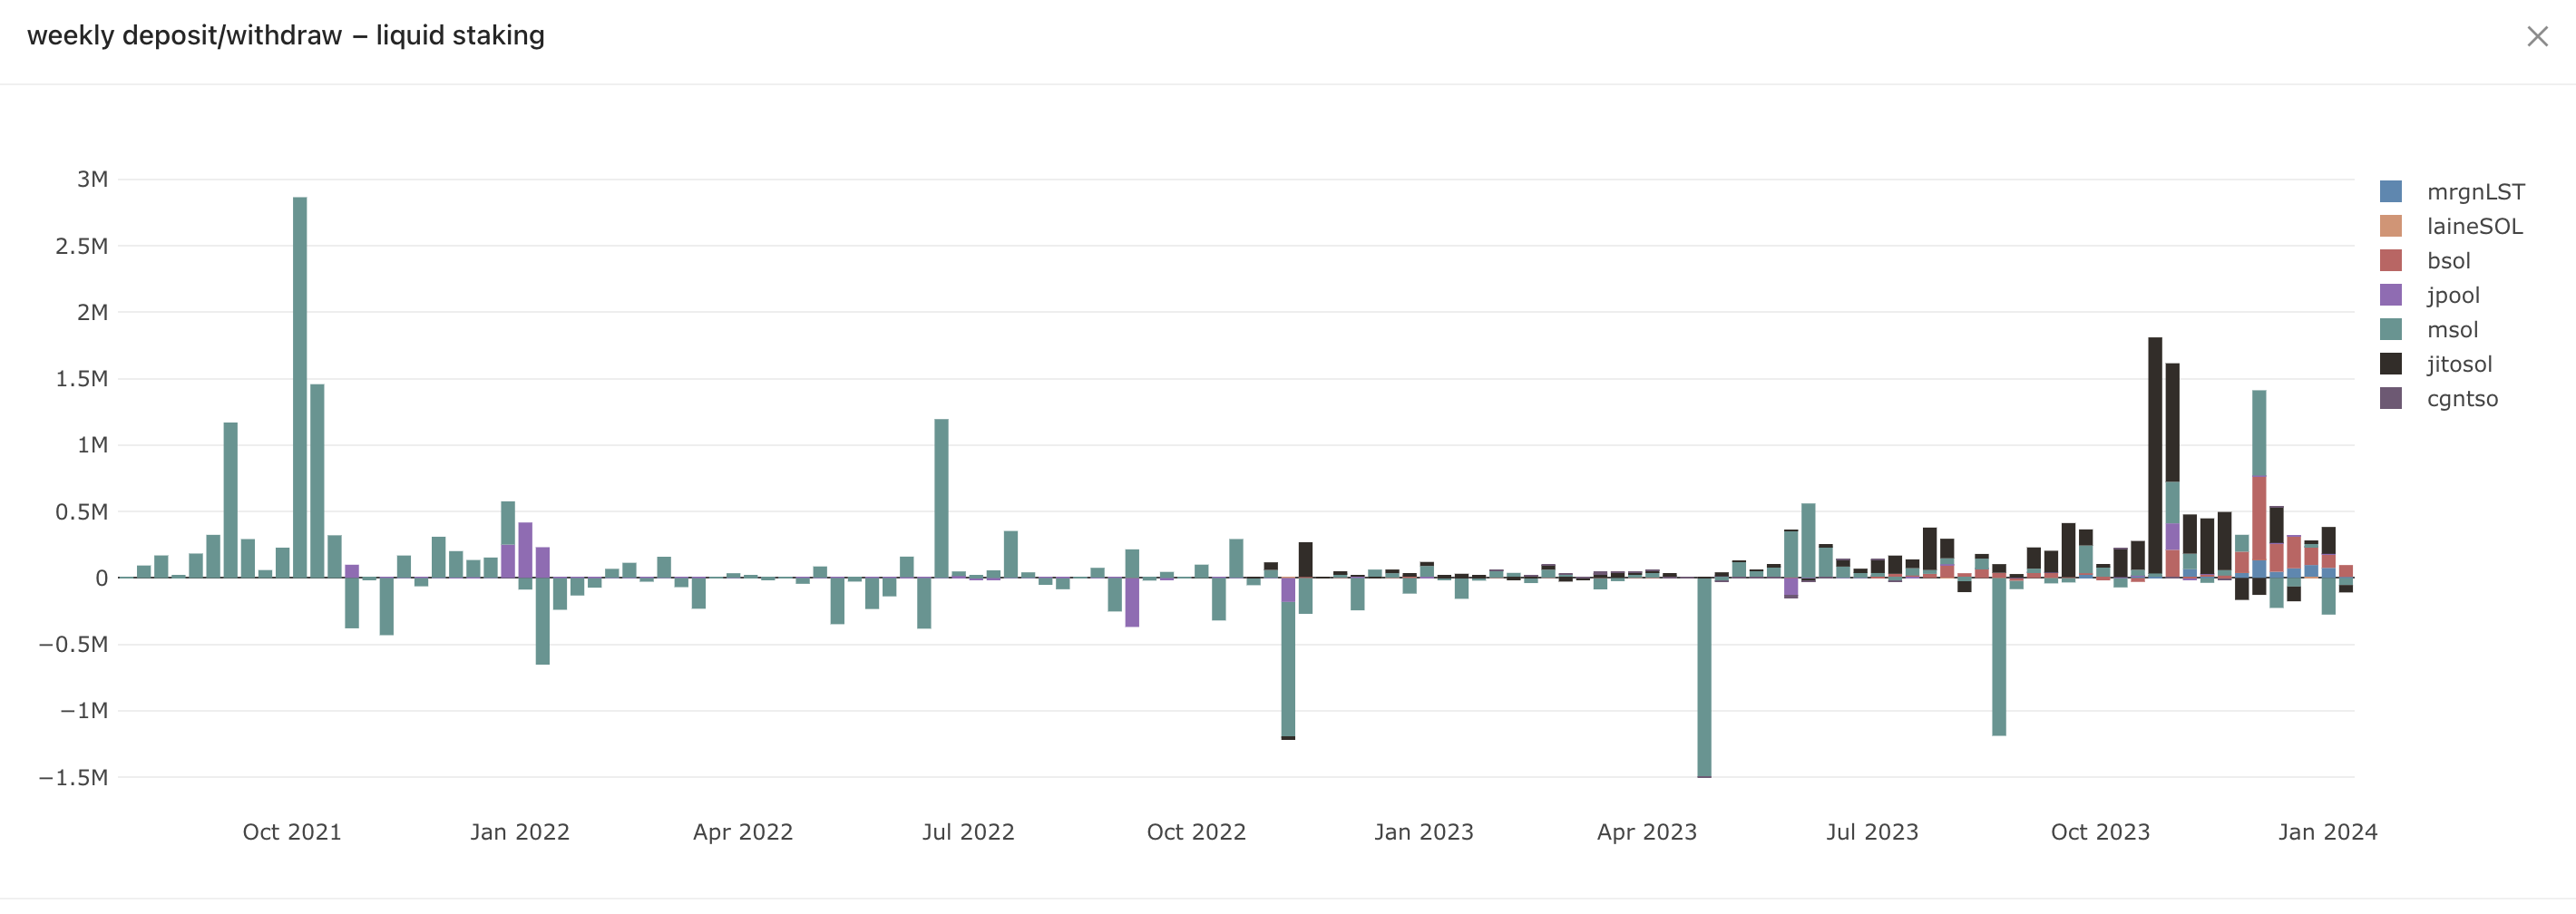 weekly deposit/withdraw – liquid staking
3M
2.5M
2M
1.5M
1M
0.5M
0
−0.5M
−1M
−1.5M
Oct 2021
Jan 2022
Apr 2022
Jul 2022
Oct 2022
Jan 2023
Apr 2023
Jul 2023
Oct 2023
Jan 2024
mrgnLST
laineSOL
bsol
jpool
msol
jitosol
cgntso